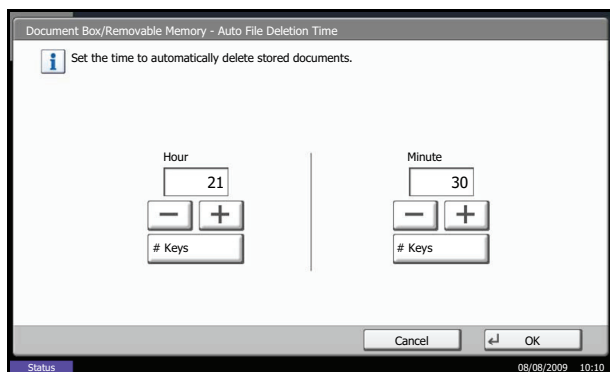 Document Box/Removable Memory - Auto File Deletion Time
Set the time to automatically delete stored documents.
Hour
Minute
21
30
# Keys
# Keys
Cancel
OK
Status
08/08/2009 10:10